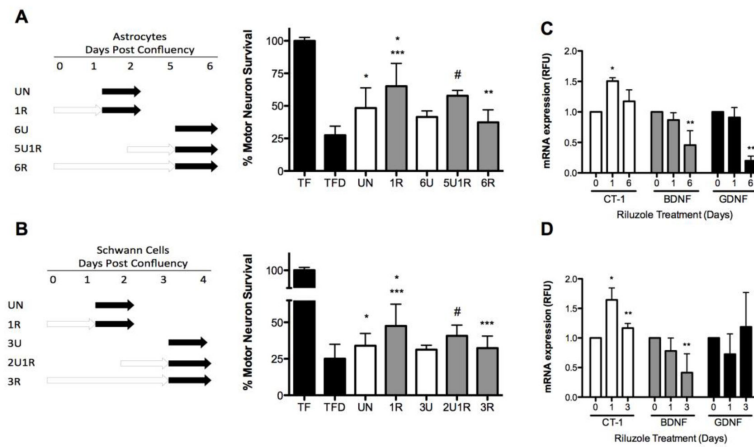 A
Astrocytes
Days Post Confluency
0 1 2 5 6
UN
1R
6U
5U1R
6R
% Motor Neuron Survival
100
80
60
40
20
0
* * *** # **
TF TFD UN 1R 6U 5U1R 6R
B
Schwann Cells
Days Post Confluency
0 1 2 3 4
UN
1R
3U
2U1R
3R
% Motor Neuron Survival
100
50
25
0
* * *** # ***
TF TFD UN 1R 3U 2U1R 3R
C
mRNA expression (RFU)
2.0
1.5
1.0
0.5
0.0
* ** **
0 1 6 0 1 6 0 1 6
CT-1 BDNF GDNF
Riluzole Treatment (Days)
D
mRNA expression (RFU)
2.0
1.5
1.0
0.5
0.0
* ** **
0 1 3 0 1 3 0 1 3
CT-1 BDNF GDNF
Riluzole Treatment (Days)